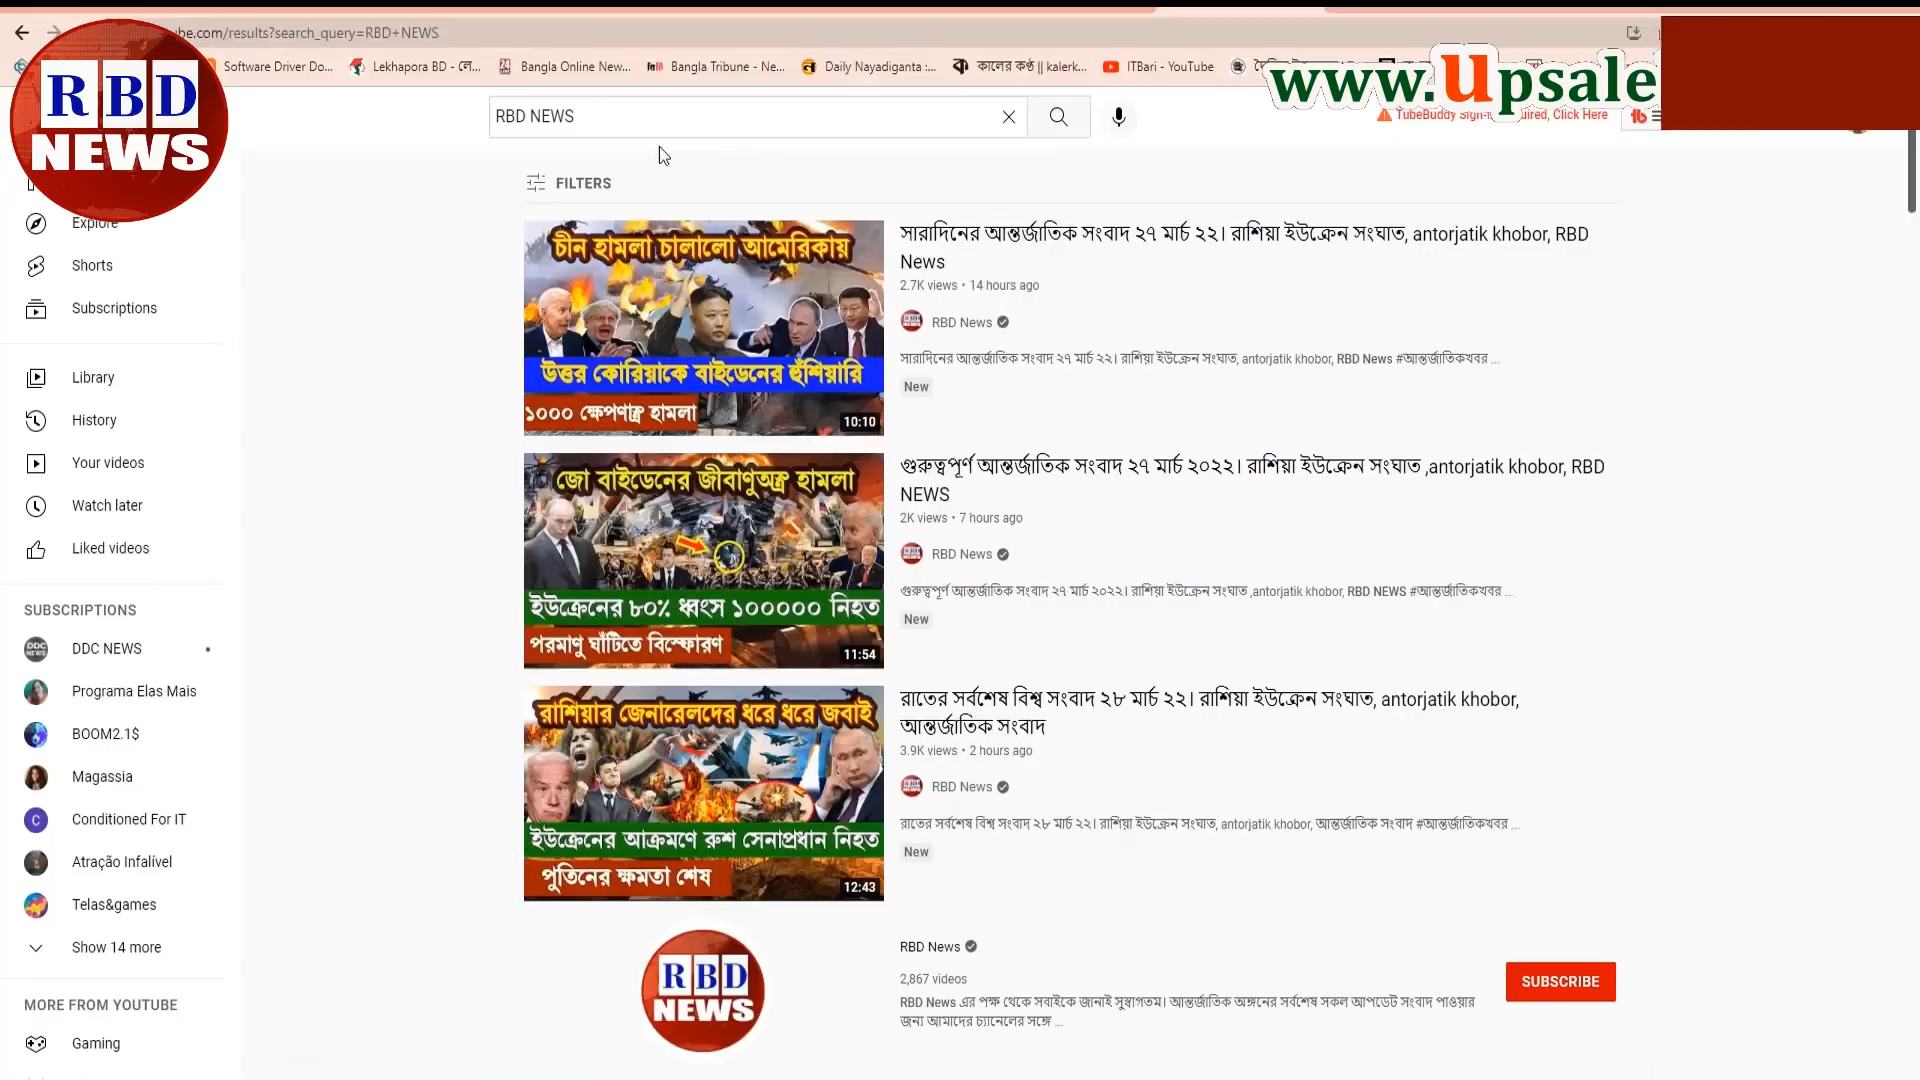 be.com/results?search_query=RBD+NEWS
Software Driver Do...
Lekhapora BD - লে...
Bangla Online New...
Bangla Tribune - Ne...
Daily Nayadiganta :...
কালের কণ্ঠ || kalerk...
ITBari - YouTube
www.Upsale
RBD
NEWS
RBD NEWS
TubeBuddy Sign-
uired, Click Here
FILTERS
Explore
Shorts
Subscriptions
Library
History
Your videos
Watch later
Liked videos
SUBSCRIPTIONS
DDC NEWS
Programa Elas Mais
BOOM2.1$
Magassia
Conditioned For IT
Atração Infalível
Telas&games
Show 14 more
MORE FROM YOUTUBE
Gaming
চীন হামলা চালালো আমেরিকায়
উত্তর কোরিয়াকে বাইডেনের হুঁশিয়ারি
১০০০ ক্ষেপণাস্ত্র হামলা
10:10
সারাদিনের আন্তর্জাতিক সংবাদ ২৭ মার্চ ২২। রাশিয়া ইউক্রেন সংঘাত, antorjatik khobor, RBD
News
2.7K views • 14 hours ago
RBD News
সারাদিনের আন্তর্জাতিক সংবাদ ২৭ মার্চ ২২। রাশিয়া ইউক্রেন সংঘাত, antorjatik khobor, RBD News #আন্তর্জাতিকখবর ...
New
জো বাইডেনের জীবাণুঅস্ত্র হামলা
ইউক্রেনের ৮০% ধ্বংস ১০০০০০ নিহত
পরমাণু ঘাঁটিতে বিস্ফোরণ
11:54
গুরুত্বপূর্ণ আন্তর্জাতিক সংবাদ ২৭ মার্চ ২০২২। রাশিয়া ইউক্রেন সংঘাত ,antorjatik khobor, RBD
NEWS
2K views • 7 hours ago
RBD News
গুরুত্বপূর্ণ আন্তর্জাতিক সংবাদ ২৭ মার্চ ২০২২। রাশিয়া ইউক্রেন সংঘাত ,antorjatik khobor, RBD NEWS #আন্তর্জাতিকখবর ...
New
রাশিয়ার জেনারেলদের ধরে ধরে জবাই
ইউক্রেনের আক্রমণে রুশ সেনাপ্রধান নিহত
পুতিনের ক্ষমতা শেষ
12:43
রাতের সর্বশেষ বিশ্ব সংবাদ ২৮ মার্চ ২২। রাশিয়া ইউক্রেন সংঘাত, antorjatik khobor,
আন্তর্জাতিক সংবাদ
3.9K views • 2 hours ago
RBD News
রাতের সর্বশেষ বিশ্ব সংবাদ ২৮ মার্চ ২২। রাশিয়া ইউক্রেন সংঘাত, antorjatik khobor, আন্তর্জাতিক সংবাদ #আন্তর্জাতিকখবর ...
New
RBD
NEWS
RBD News
2,867 videos
RBD News এর পক্ষ থেকে সবাইকে জানাই সুস্বাগতম। আন্তর্জাতিক অঙ্গনের সর্বশেষ সকল আপডেট সংবাদ পাওয়ার
জন্য আমাদের চ্যানেলের সঙ্গে ...
SUBSCRIBE